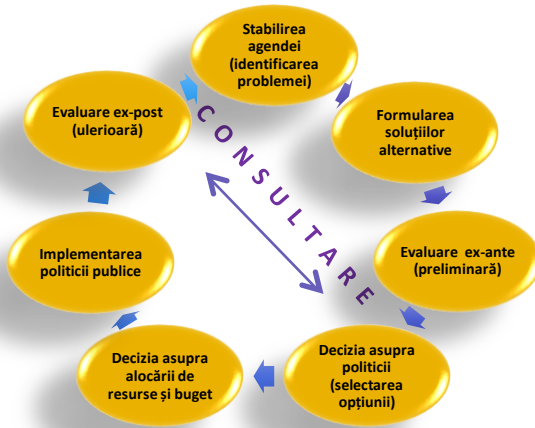 Stabilirea
agendei
(identificarea
problemei)
Formularea
soluțiilor
alternative
Evaluare ex-ante
(preliminară)
Decizia asupra
politicii
(selectarea
opțiunii)
Decizia asupra
alocării de
resurse și buget
Implementarea
politicii publice
Evaluare ex-post
(ulerioară)
CONSULTARE